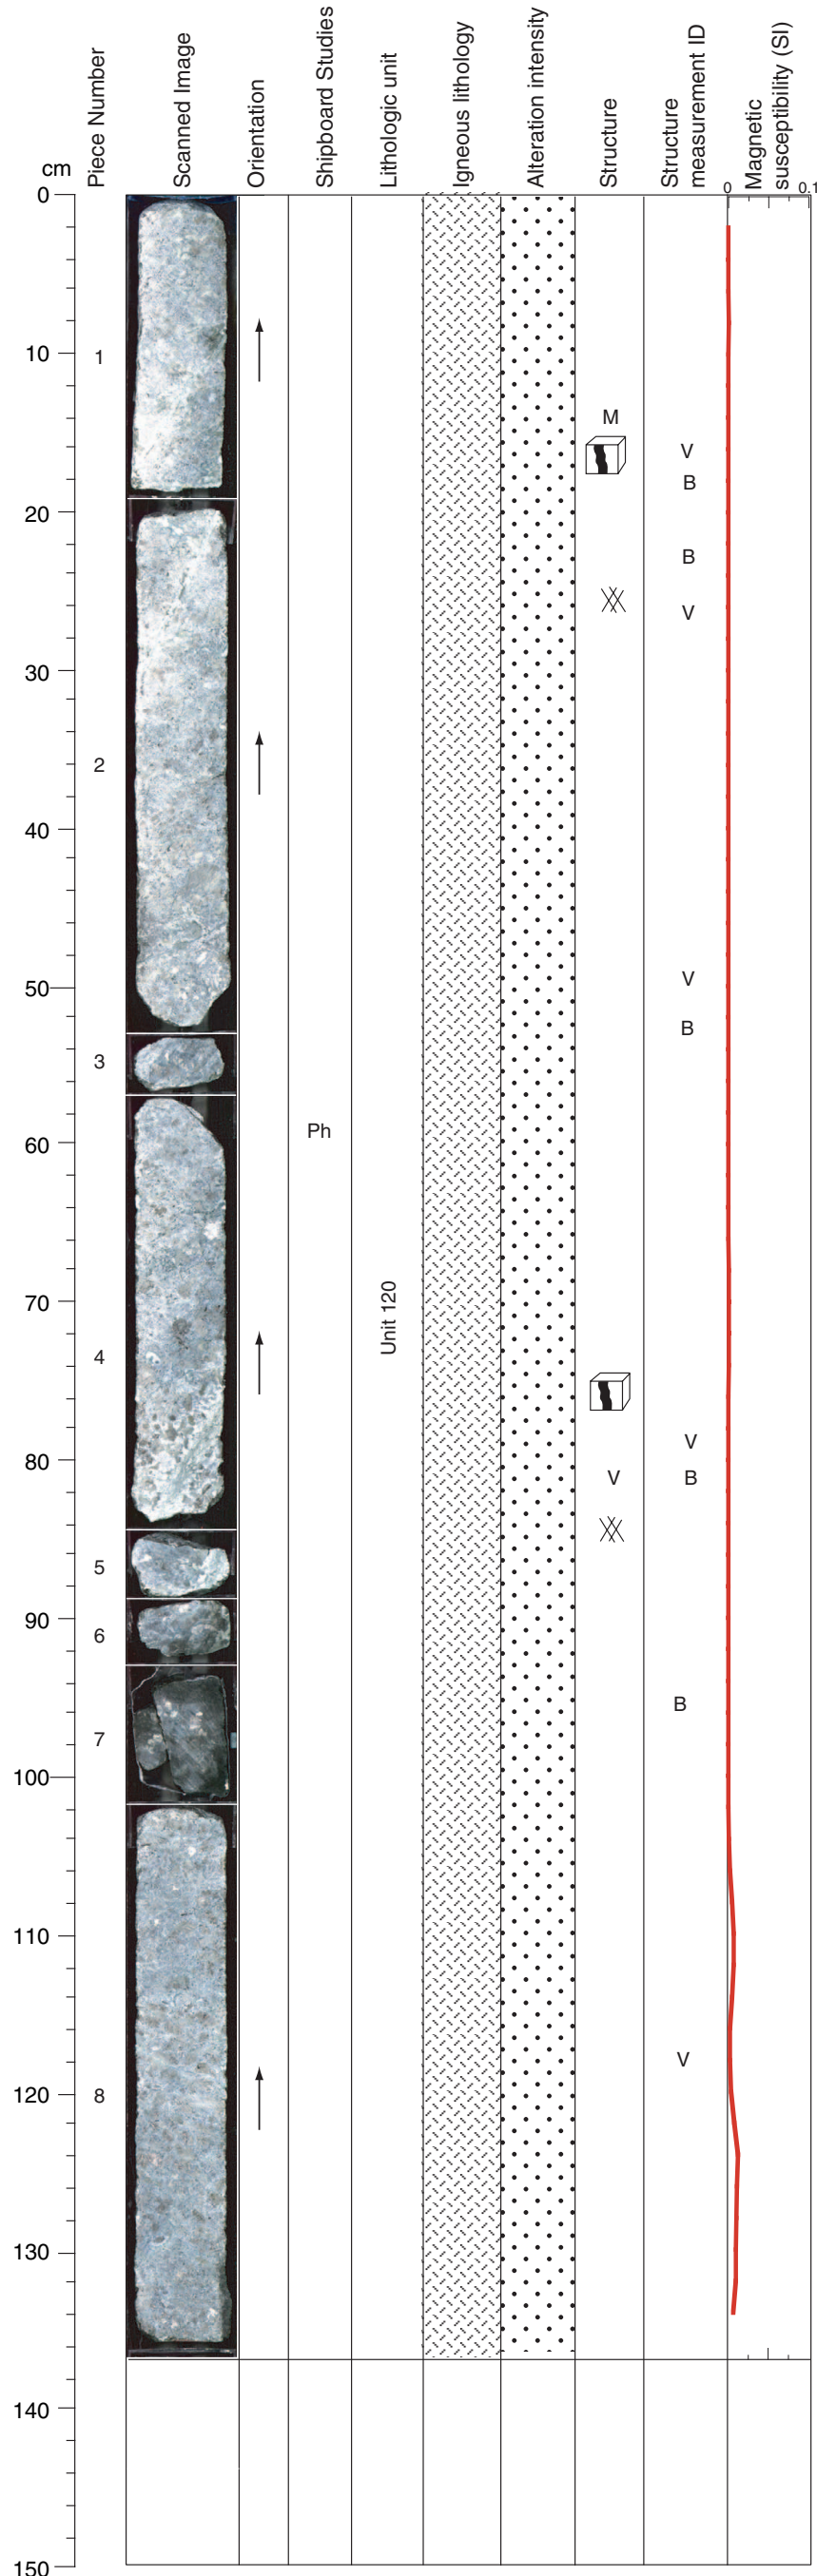 cm
Piece Number
Scanned Image
Orientation
Shipboard Studies
Lithologic unit
Igneous lithology
Alteration intensity
Structure
Structure
measurement ID
Magnetic
susceptibility (SI)
0 0.1
0
10
1
M
V
B
20
B
V
30
2
40
50
V
B
3
Ph
60
Unit 120
70
4
V
80
V B
5
90
6
B
7
100
110
V
120
8
130
140
150